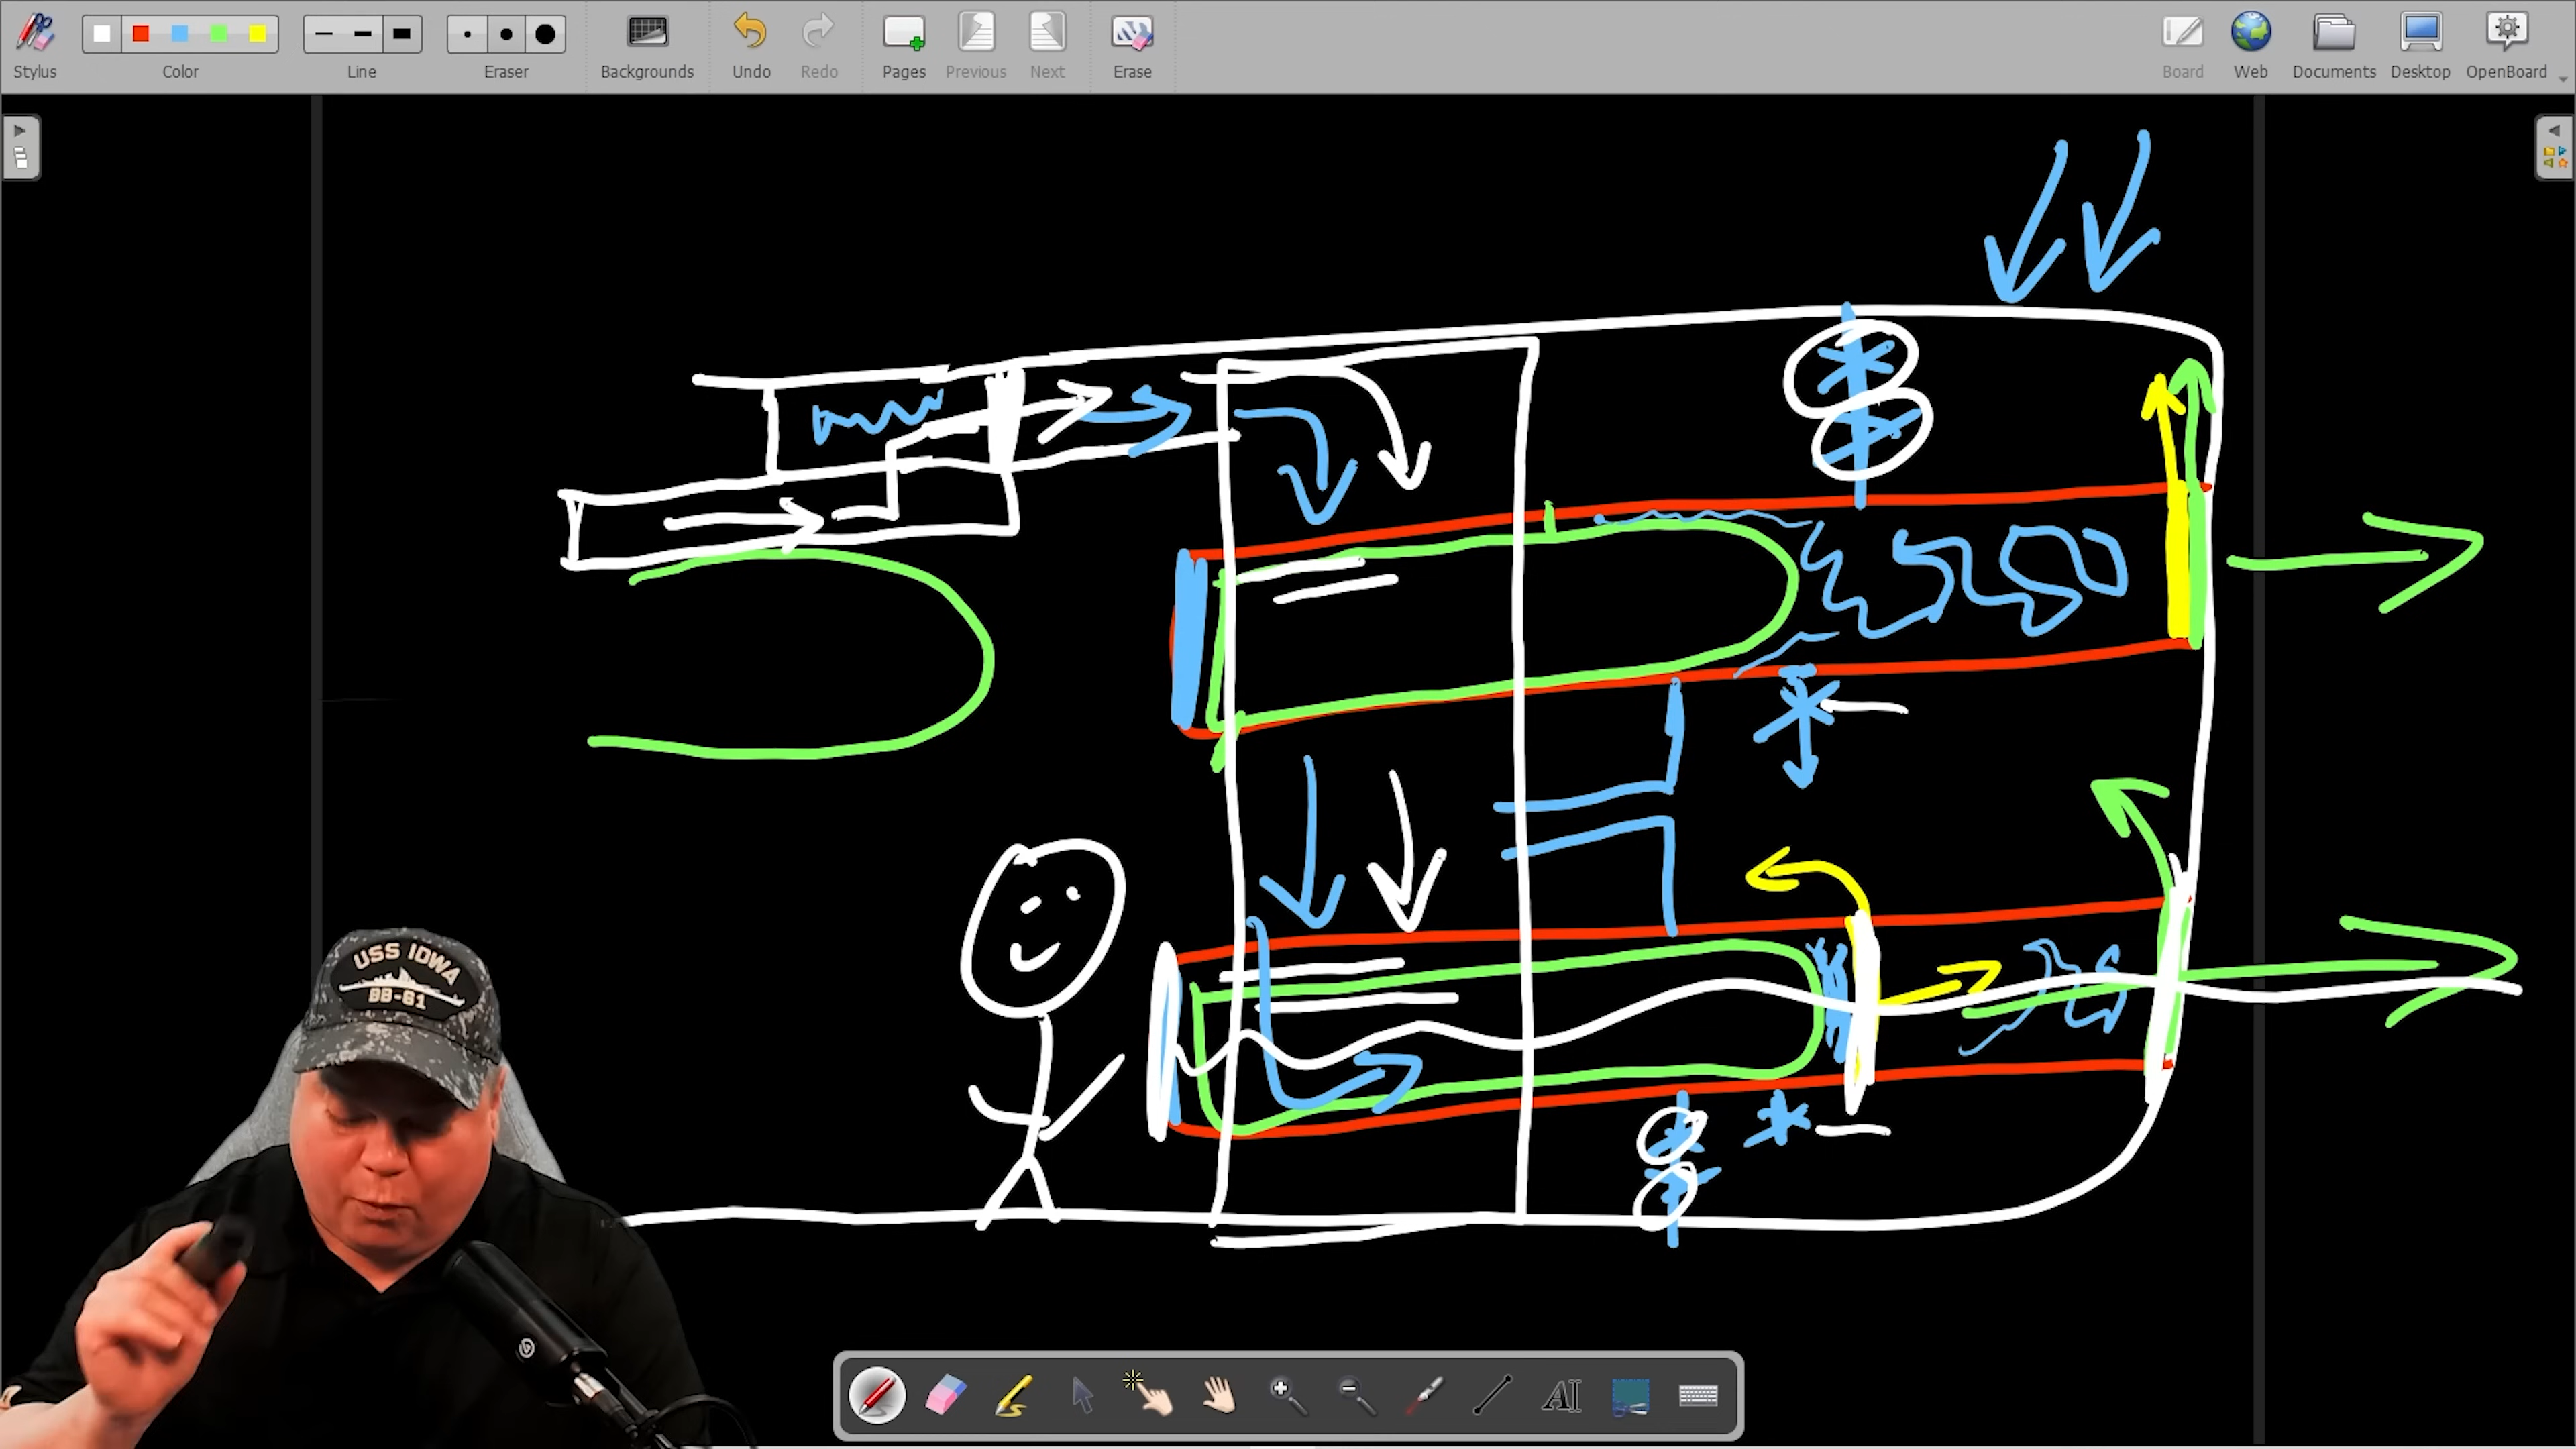 Stylus
Color
Line
Eraser
Backgrounds
Undo
Redo
Pages
Previous
Next
Erase
Board
Web
Documents
Desktop
OpenBoard
USS IOWA
BB-61
AI